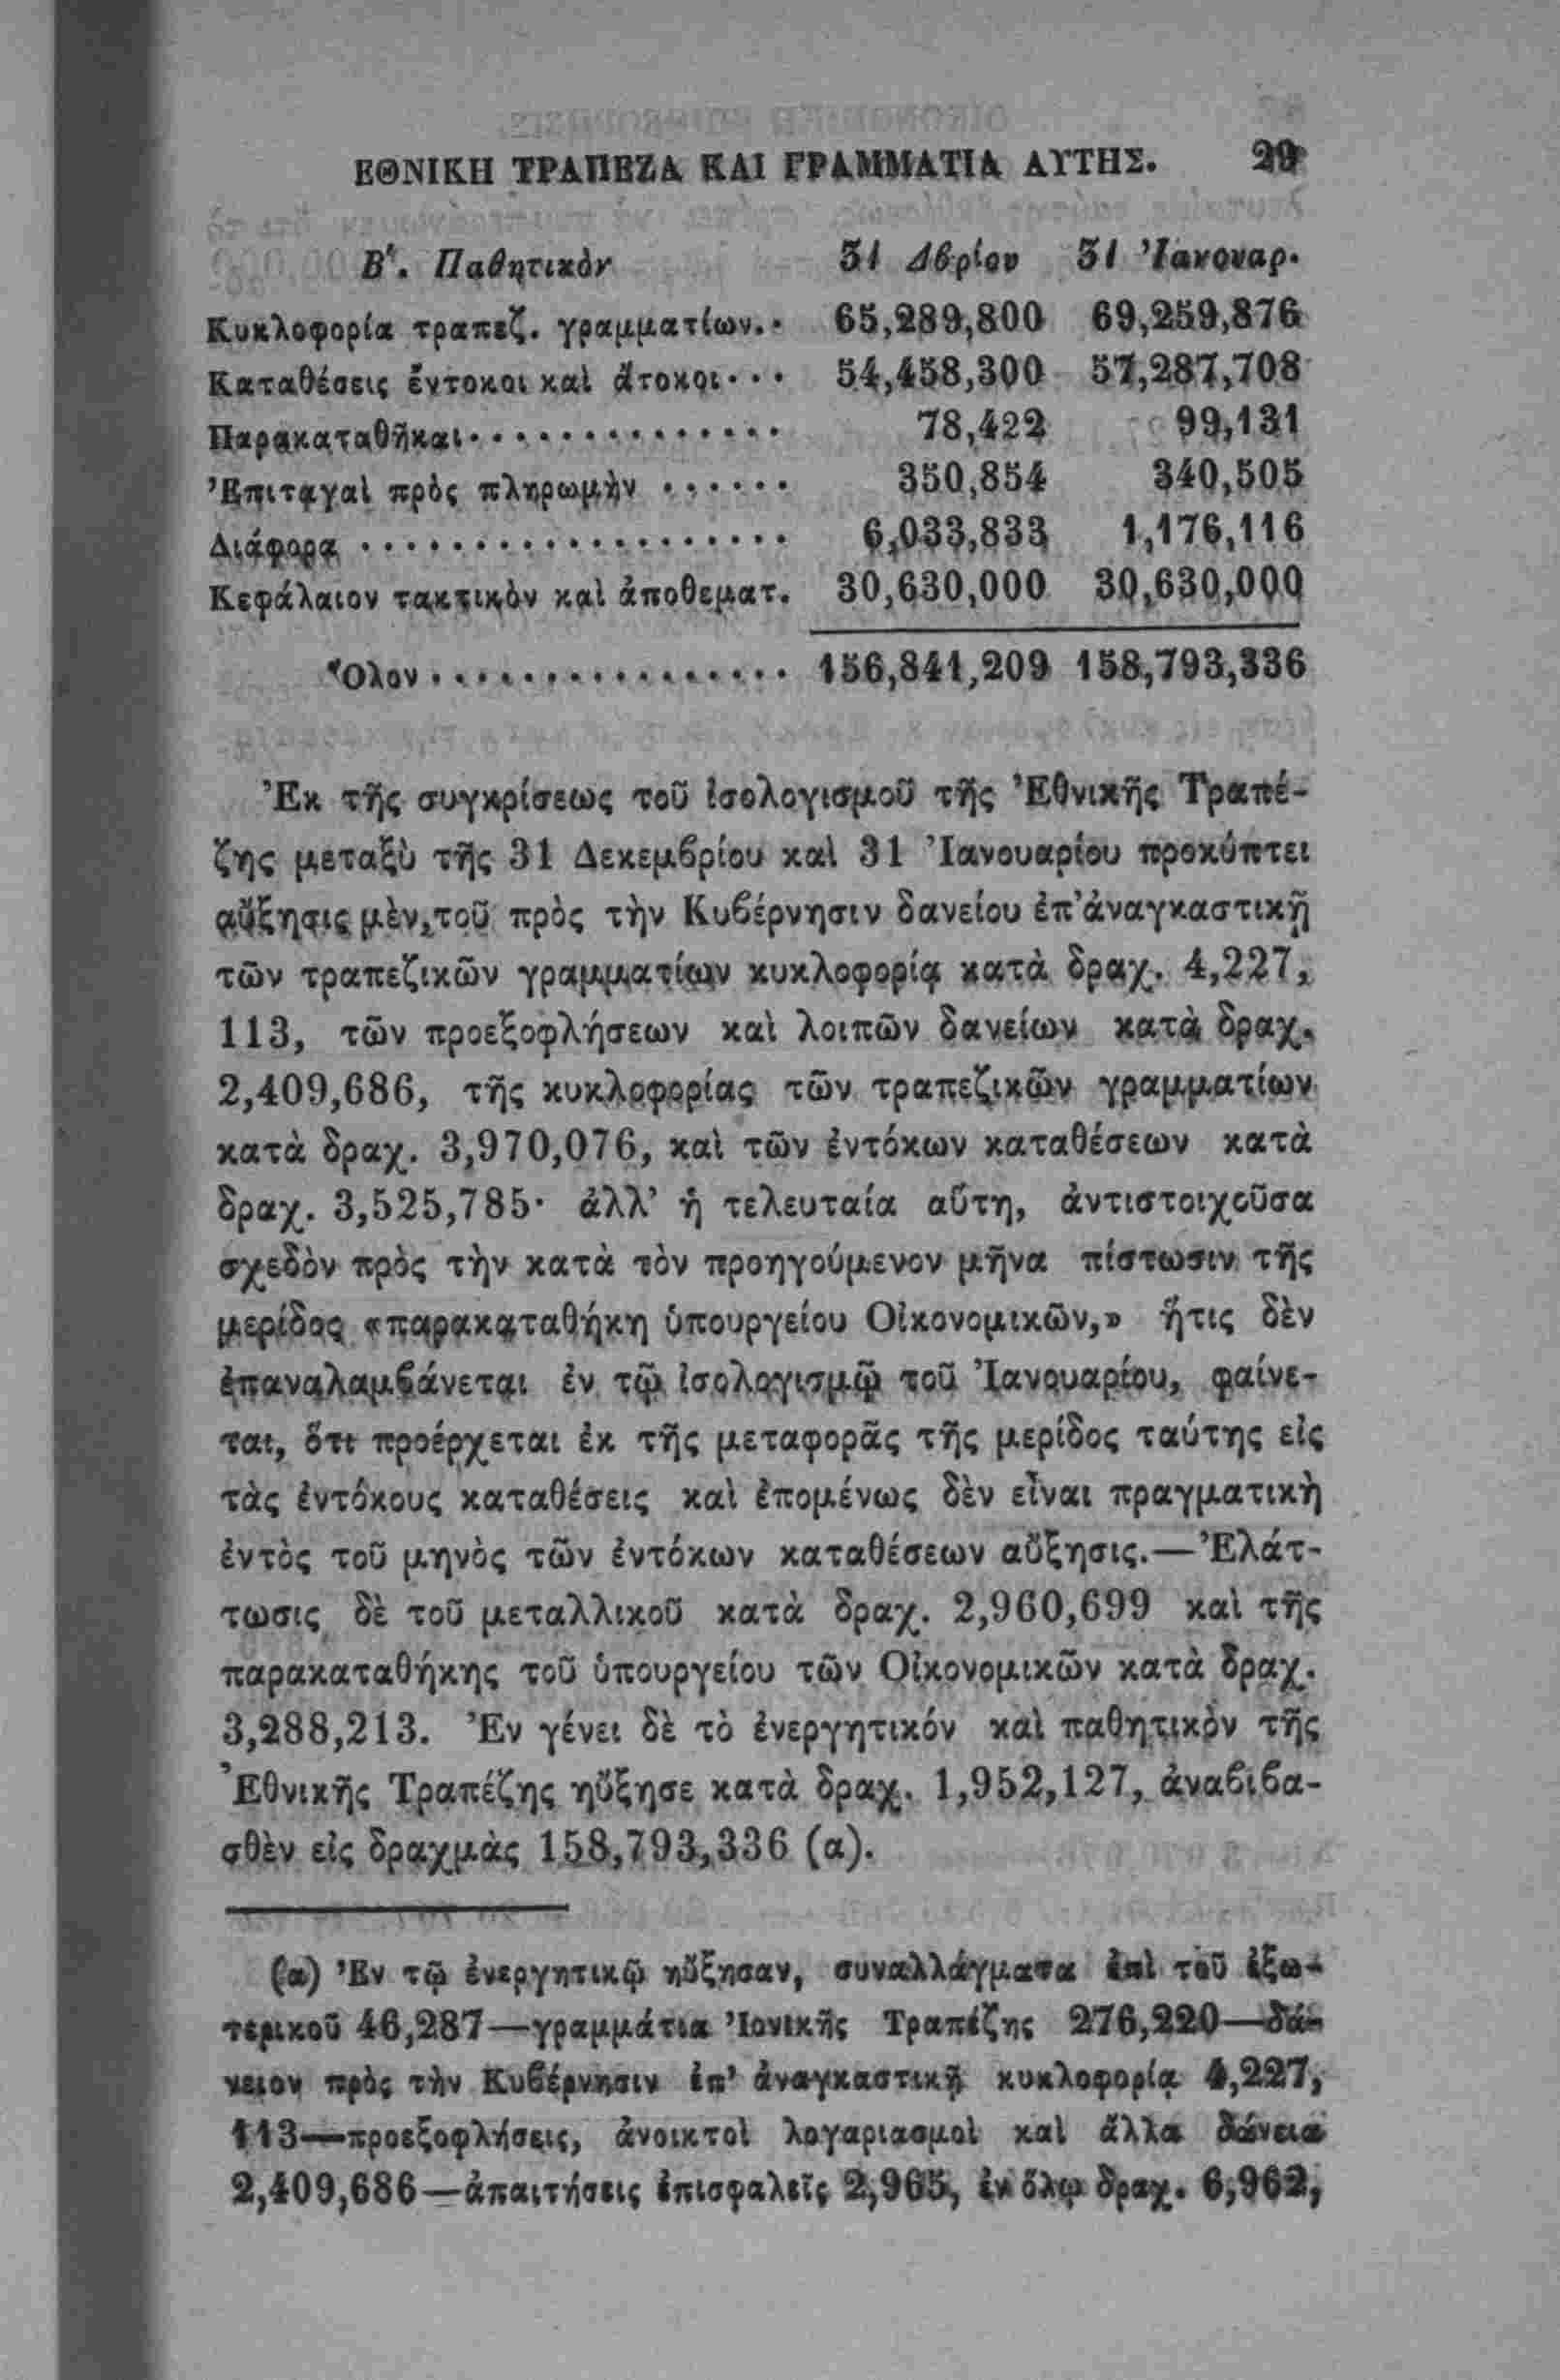 ΕΘΝΙΚΗ ΤΡΑΠΕΖΑ ΚΑΙ ΓΡΑΜΜΑΤΙΑ ΑΥΤΗΣ. 29
Β΄. Παθητικὸν 31 Δβρίου 31 Ἰανουαρ.
Κυκλοφορία τραπεζ. γραμματίων.. 65,289,800 69,259,876
Καταθέσεις ἔντοκοι καὶ ἄτοκοι... 54,458,300 57,287,708
Παρακαταθῆκαι.............. 78,422 99,131
Ἐπιταγαὶ πρὸς πληρωμὴν ...... 350,854 340,505
Διάφορα ................... 6,033,833 1,176,116
Κεφάλαιον τακτικὸν καὶ ἀποθεματ. 30,630,000 30,630,000
Ὅλον................ 156,841,209 158,793,336
Ἐκ τῆς συγκρίσεως τοῦ ἰσολογισμοῦ τῆς Ἐθνικῆς Τραπέ-
ζης μεταξὺ τῆς 31 Δεκεμβρίου καὶ 31 Ἰανουαρίου προκύπτει
αὔξησις μὲν,τοῦ πρὸς τὴν Κυβέρνησιν δανείου ἐπ’ἀναγκαστικῇ
τῶν τραπεζικῶν γραμματίων κυκλοφορίᾳ κατὰ δραχ. 4,227,
113, τῶν προεξοφλήσεων καὶ λοιπῶν δανείων κατὰ δραχ.
2,409,686, τῆς κυκλοφορίας τῶν τραπεζικῶν γραμματίων
κατὰ δραχ. 3,970,076, καὶ τῶν ἐντόκων καταθέσεων κατὰ
δραχ. 3,525,785· ἀλλ’ ἡ τελευταία αὕτη, ἀντιστοιχοῦσα
σχεδὸν πρὸς τὴν κατὰ τὸν προηγούμενον μῆνα πίστωσιν τῆς
μερίδος «παρακαταθήκη ὑπουργείου Οἰκονομικῶν,» ἥτις δὲν
ἐπαναλαμβάνεται ἐν τῷ ἰσολογισμῷ τοῦ Ἰανουαρίου, φαίνε-
ται, ὅτι προέρχεται ἐκ τῆς μεταφορᾶς τῆς μερίδος ταύτης εἰς
τὰς ἐντόκους καταθέσεις καὶ ἑπομένως δὲν εἶναι πραγματικὴ
ἐντὸς τοῦ μηνὸς τῶν ἐντόκων καταθέσεων αὔξησις.—Ἐλάτ-
τωσις δὲ τοῦ μεταλλικοῦ κατὰ δραχ. 2,960,699 καὶ τῆς
παρακαταθήκης τοῦ ὑπουργείου τῶν Οἰκονομικῶν κατὰ δραχ.
3,288,213. Ἐν γένει δὲ τὸ ἐνεργητικόν καὶ παθητικὸν τῆς
Ἐθνικῆς Τραπέζης ηὔξησε κατὰ δραχ. 1,952,127, ἀναβιβα-
σθὲν εἰς δραχμὰς 158,793,336 (α).
(α) Ἐν τῷ ἐνεργητικῷ ηὔξησαν, συναλλάγματα ἐπὶ τοῦ ἐξω-
τερικοῦ 46,287—γραμμάτια Ἰονικῆς Τραπέζης 276,220—δά-
νειον πρὸς τὴν Κυβέρνησιν ἐπ’ ἀναγκαστικῇ κυκλοφορίᾳ 4,227,
113—προεξοφλήσεις, ἀνοικτοὶ λογαριασμοὶ καὶ ἄλλα δάνεια
2,409,686—ἀπαιτήσεις ἐπισφαλεῖς 2,965, ἐν ὅλῳ δραχ. 6,962,